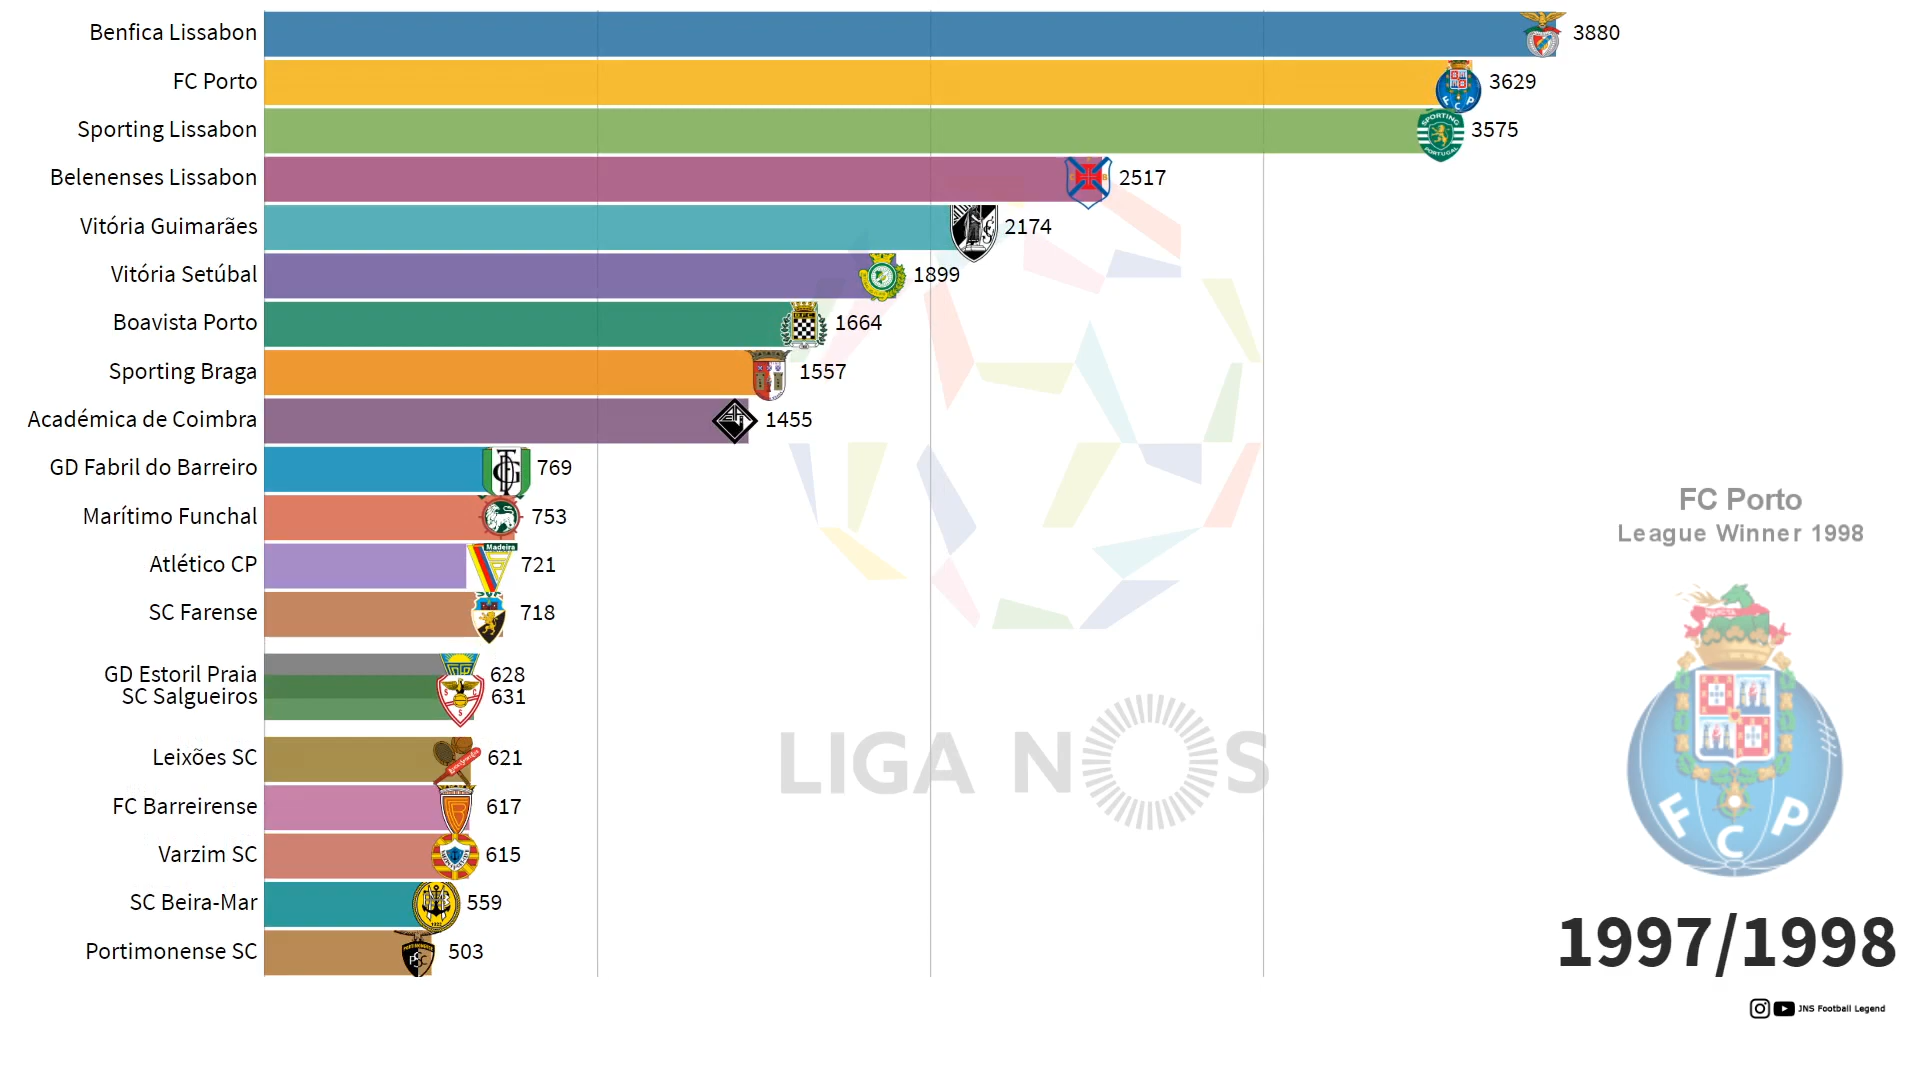 Benfica Lissabon 3880
FC Porto 3629
Sporting Lissabon 3575
Belenenses Lissabon 2517
Vitória Guimarães 2174
Vitória Setúbal 1899
Boavista Porto 1664
Sporting Braga 1557
Académica de Coimbra 1455
GD Fabril do Barreiro 769
Marítimo Funchal 753
Madeira
Atlético CP 721
SC Farense 718
GD Estoril Praia 628
SC Salgueiros 631
Leixões SC 621
FC Barreirense 617
Varzim SC 615
SC Beira-Mar 559
Portimonense SC 503
LIGA NOS
FC Porto
League Winner 1998
FCP
1997/1998
JNS Football Legend